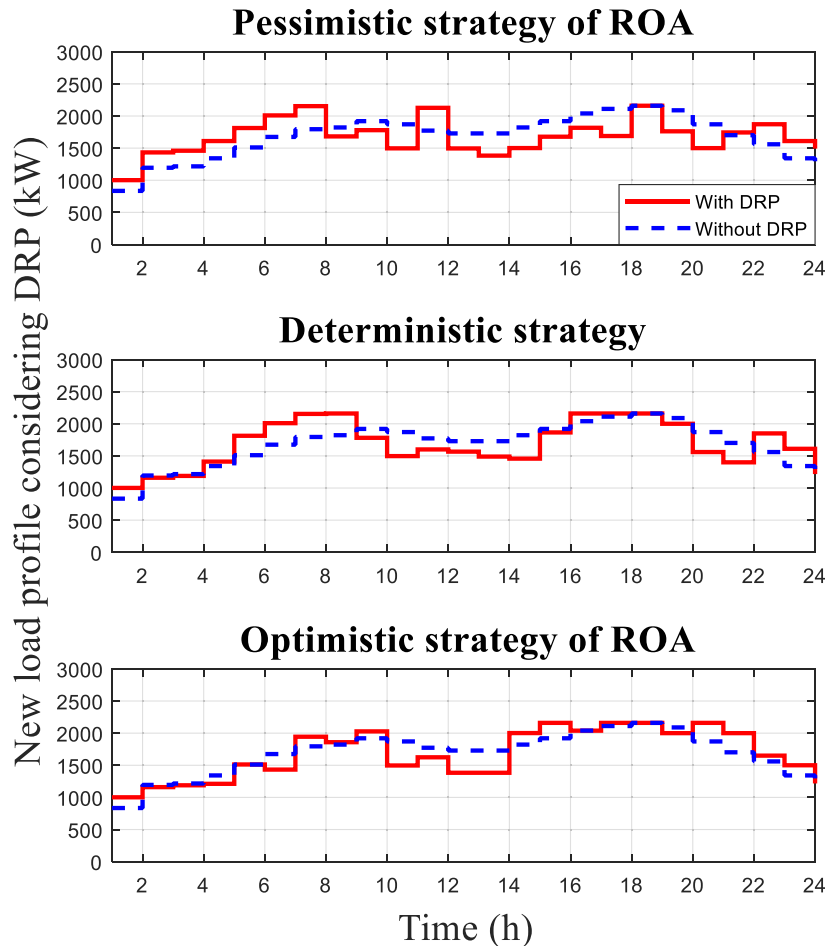 Pessimistic strategy of ROA
3000
2500
2000
1500
1000
500
0
With DRP
Without DRP
2 4 6 8 10 12 14 16 18 20 22 24
New load profile considering DRP (kW)
Deterministic strategy
3000
2500
2000
1500
1000
500
0
2 4 6 8 10 12 14 16 18 20 22 24
Optimistic strategy of ROA
3000
2500
2000
1500
1000
500
0
2 4 6 8 10 12 14 16 18 20 22 24
Time (h)